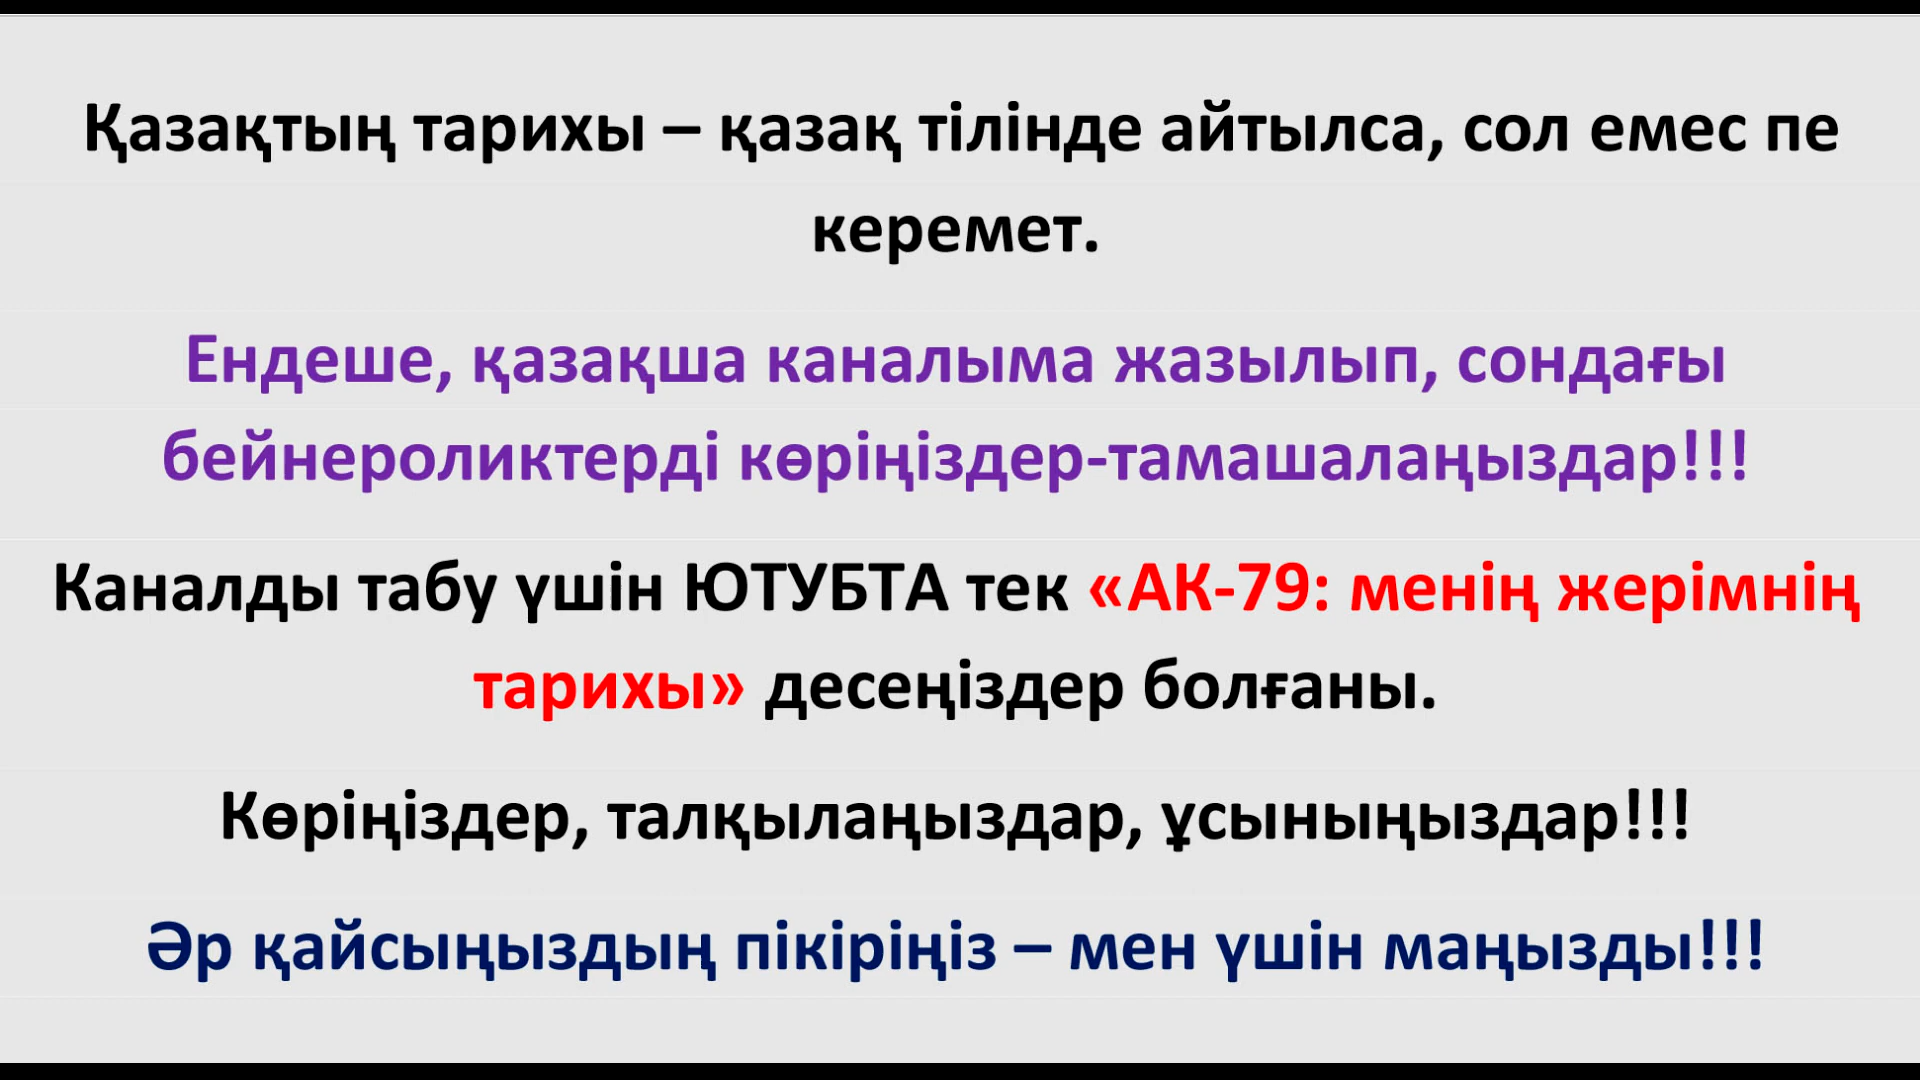 Қазақтың тарихы – қазақ тілінде айтылса, сол емес пе
керемет.
Ендеше, қазақша каналыма жазылып, сондағы
бейнероликтерді көріңіздер-тамашалаңыздар!!!
Каналды табу үшін ЮТУБТА тек «АК-79: менің жерімнің
тарихы» десеңіздер болғаны.
Көріңіздер, талқылаңыздар, ұсыныңыздар!!!
Әр қайсыңыздың пікіріңіз – мен үшін маңызды!!!